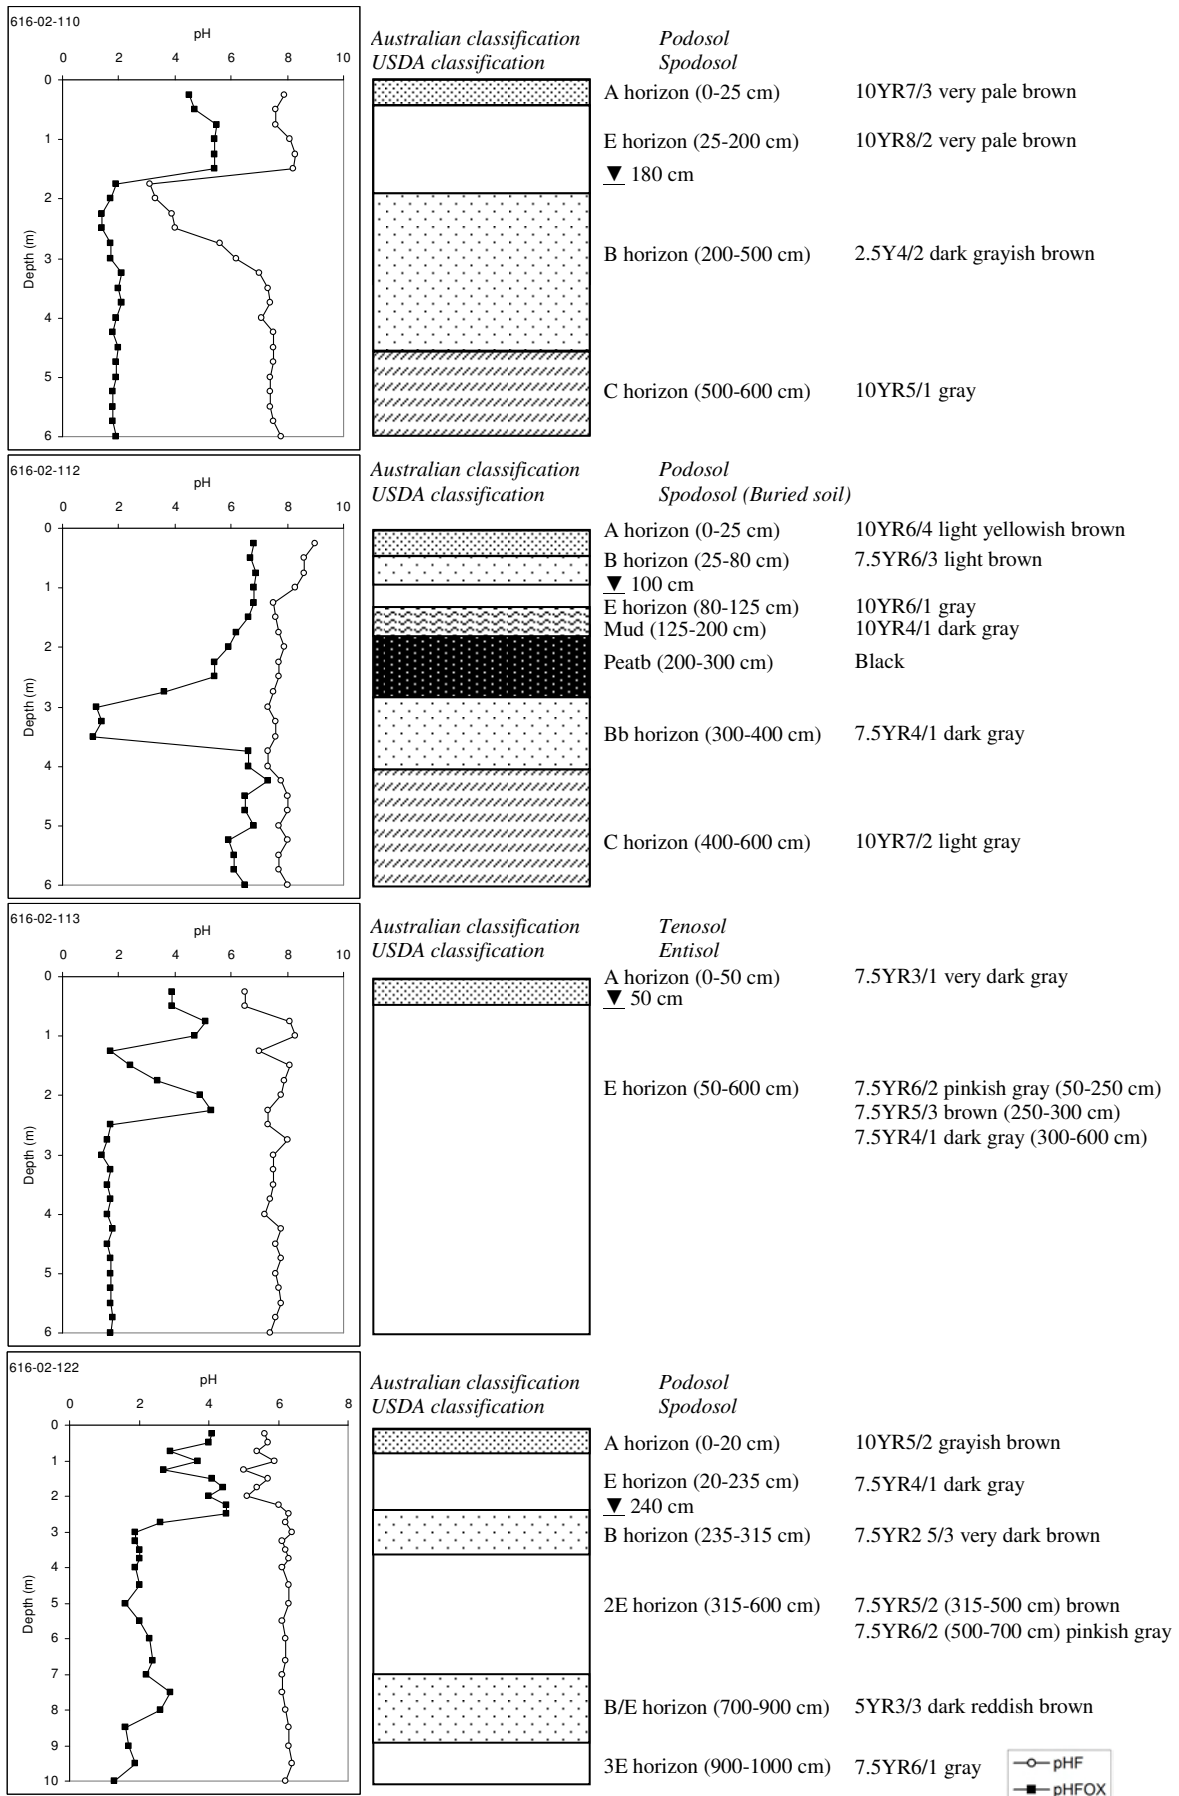 616-02-110
pH
0 2 4 6 8 10
0
1
2
3
4
5
6
Depth (m)
Australian classification Podosol
USDA classification Spodosol
A horizon (0-25 cm) 10YR7/3 very pale brown
E horizon (25-200 cm) 10YR8/2 very pale brown
▼ 180 cm
B horizon (200-500 cm) 2.5Y4/2 dark grayish brown
C horizon (500-600 cm) 10YR5/1 gray
616-02-112
pH
0 2 4 6 8 10
0
1
2
3
4
5
6
Depth (m)
Australian classification Podosol
USDA classification Spodosol (Buried soil)
A horizon (0-25 cm) 10YR6/4 light yellowish brown
B horizon (25-80 cm) 7.5YR6/3 light brown
▼ 100 cm
E horizon (80-125 cm) 10YR6/1 gray
Mud (125-200 cm) 10YR4/1 dark gray
Peatb (200-300 cm) Black
Bb horizon (300-400 cm) 7.5YR4/1 dark gray
C horizon (400-600 cm) 10YR7/2 light gray
616-02-113
pH
0 2 4 6 8 10
0
1
2
3
4
5
6
Depth (m)
Australian classification Tenosol
USDA classification Entisol
A horizon (0-50 cm) 7.5YR3/1 very dark gray
▼ 50 cm
E horizon (50-600 cm) 7.5YR6/2 pinkish gray (50-250 cm)
7.5YR5/3 brown (250-300 cm)
7.5YR4/1 dark gray (300-600 cm)
616-02-122
pH
0 2 4 6 8
0
1
2
3
4
5
6
7
8
9
10
Depth (m)
Australian classification Podosol
USDA classification Spodosol
A horizon (0-20 cm) 10YR5/2 grayish brown
E horizon (20-235 cm) 7.5YR4/1 dark gray
▼ 240 cm
B horizon (235-315 cm) 7.5YR2 5/3 very dark brown
2E horizon (315-600 cm) 7.5YR5/2 (315-500 cm) brown
7.5YR6/2 (500-700 cm) pinkish gray
B/E horizon (700-900 cm) 5YR3/3 dark reddish brown
3E horizon (900-1000 cm) 7.5YR6/1 gray
pHF
pHFOX